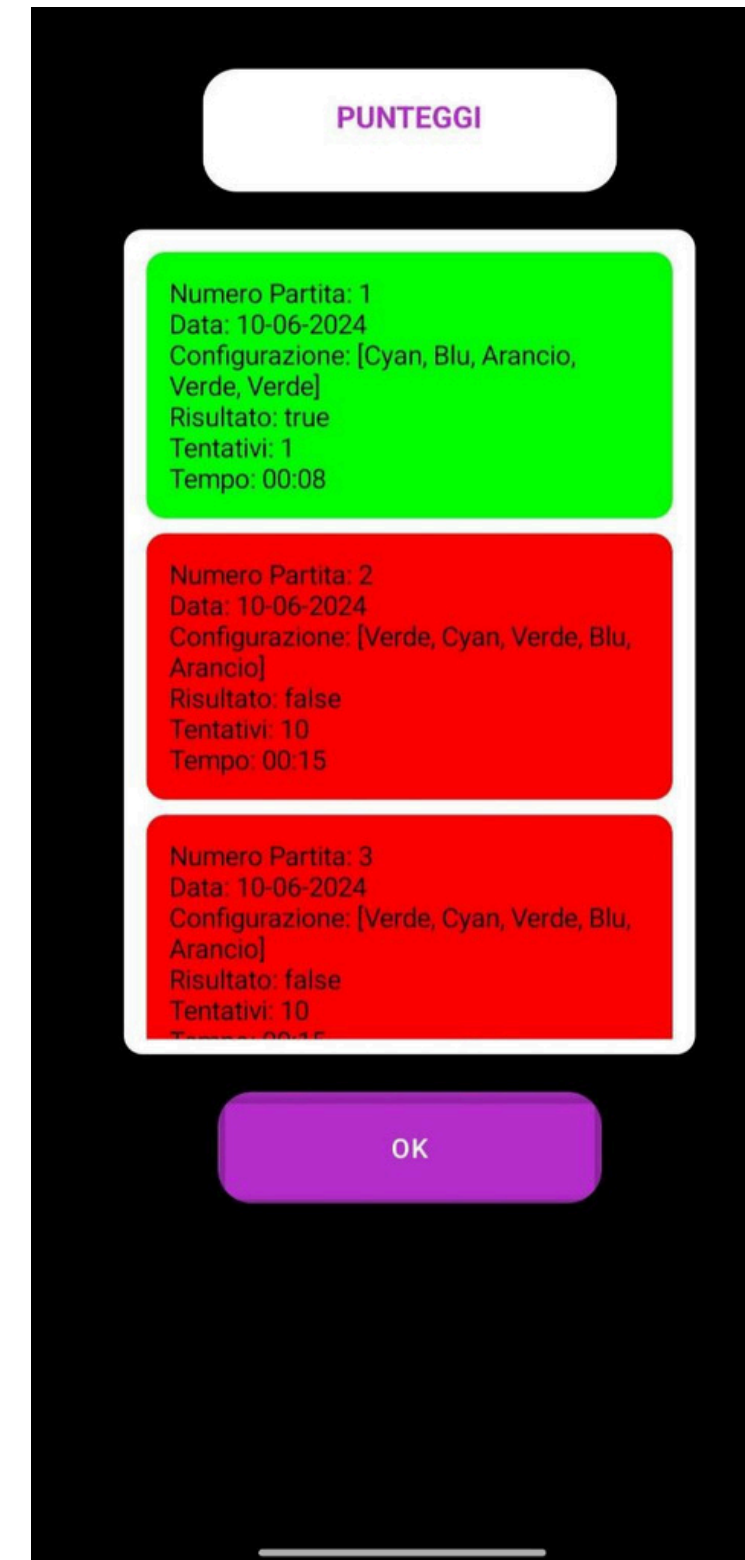 PUNTEGGI
Numero Partita: 1
Data: 10-06-2024
Configurazione: [Cyan, Blu, Arancio,
Verde, Verde]
Risultato: true
Tentativi: 1
Tempo: 00:08
Numero Partita: 2
Data: 10-06-2024
Configurazione: [Verde, Cyan, Verde, Blu,
Arancio]
Risultato: false
Tentativi: 10
Tempo: 00:15
Numero Partita: 3
Data: 10-06-2024
Configurazione: [Verde, Cyan, Verde, Blu,
Arancio]
Risultato: false
Tentativi: 10
Tempo: 00:15
OK